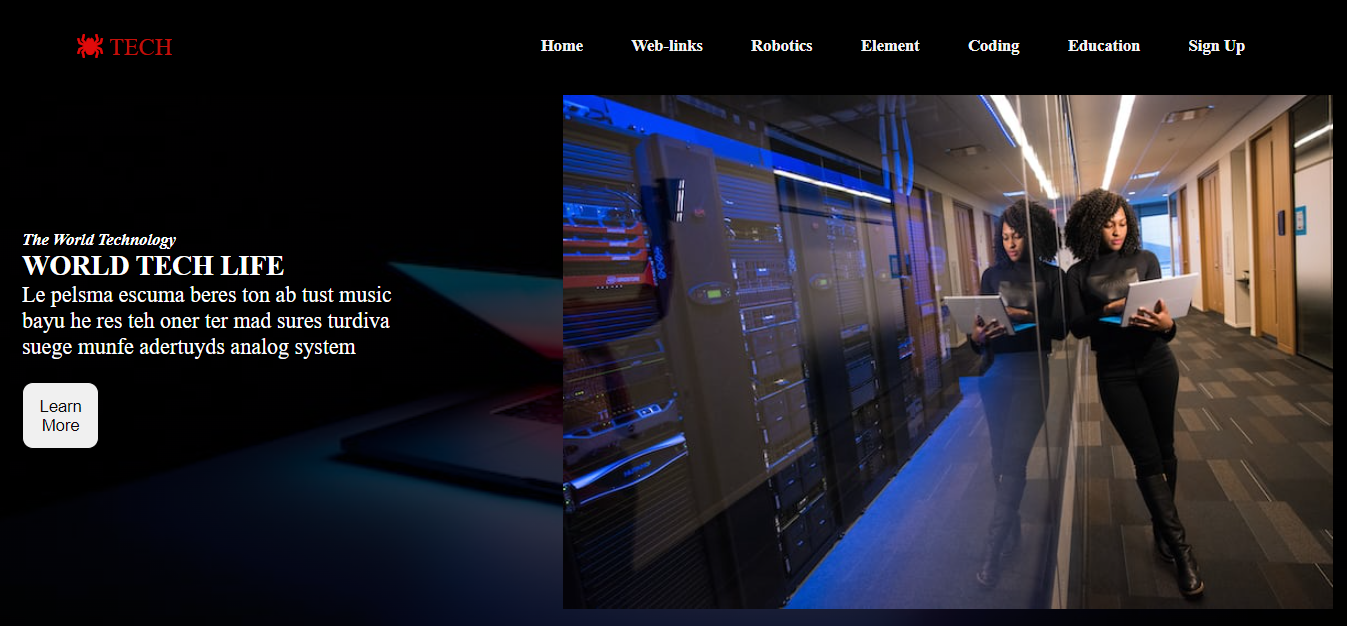 TECH
Home Web-links Robotics Element Coding Education Sign Up
The World Technology
WORLD TECH LIFE
Le pelsma escuma beres ton ab tust music
bayu he res teh oner ter mad sures turdiva
suege munfe adertuyds analog system
Learn
More